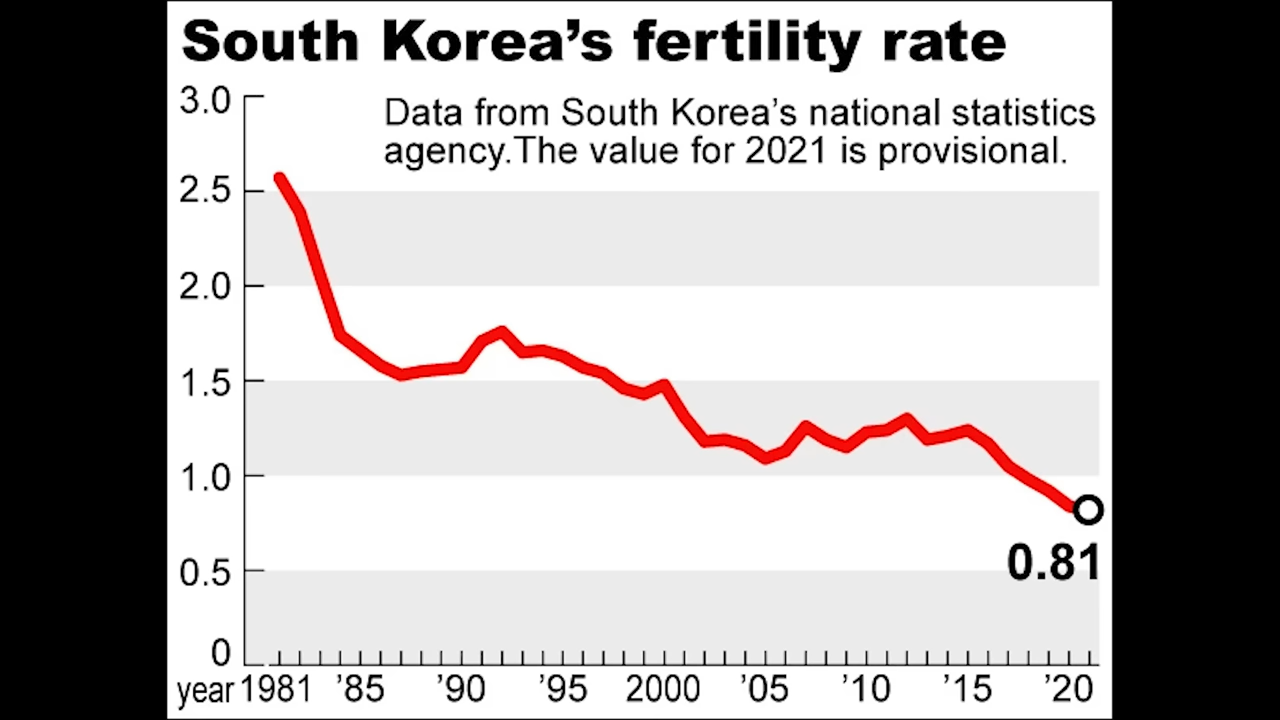 South Korea's fertility rate
Data from South Korea's national statistics
agency.The value for 2021 is provisional.
3.0
2.5
2.0
1.5
1.0
0.5
0
0.81
year 1981 '85 '90 '95 2000 '05 '10 '15 '20